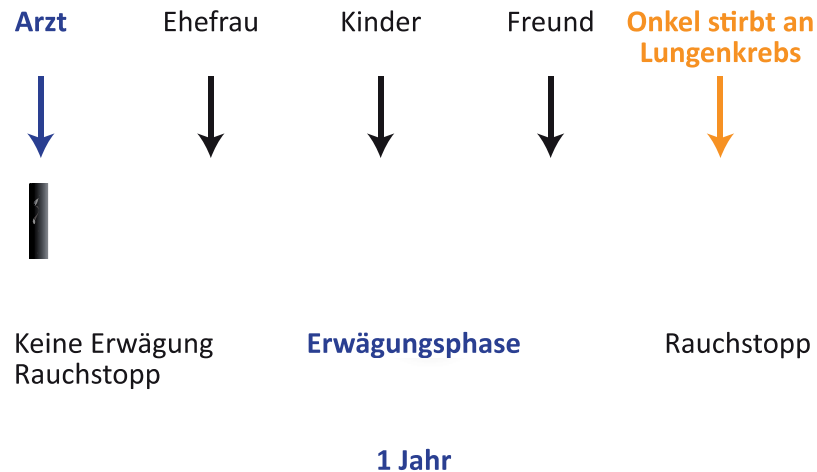 Arzt
Ehefrau
Kinder
Freund
Onkel stirbt an
Lungenkrebs
Keine Erwägung
Rauchstopp
Erwägungsphase
Rauchstopp
1 Jahr